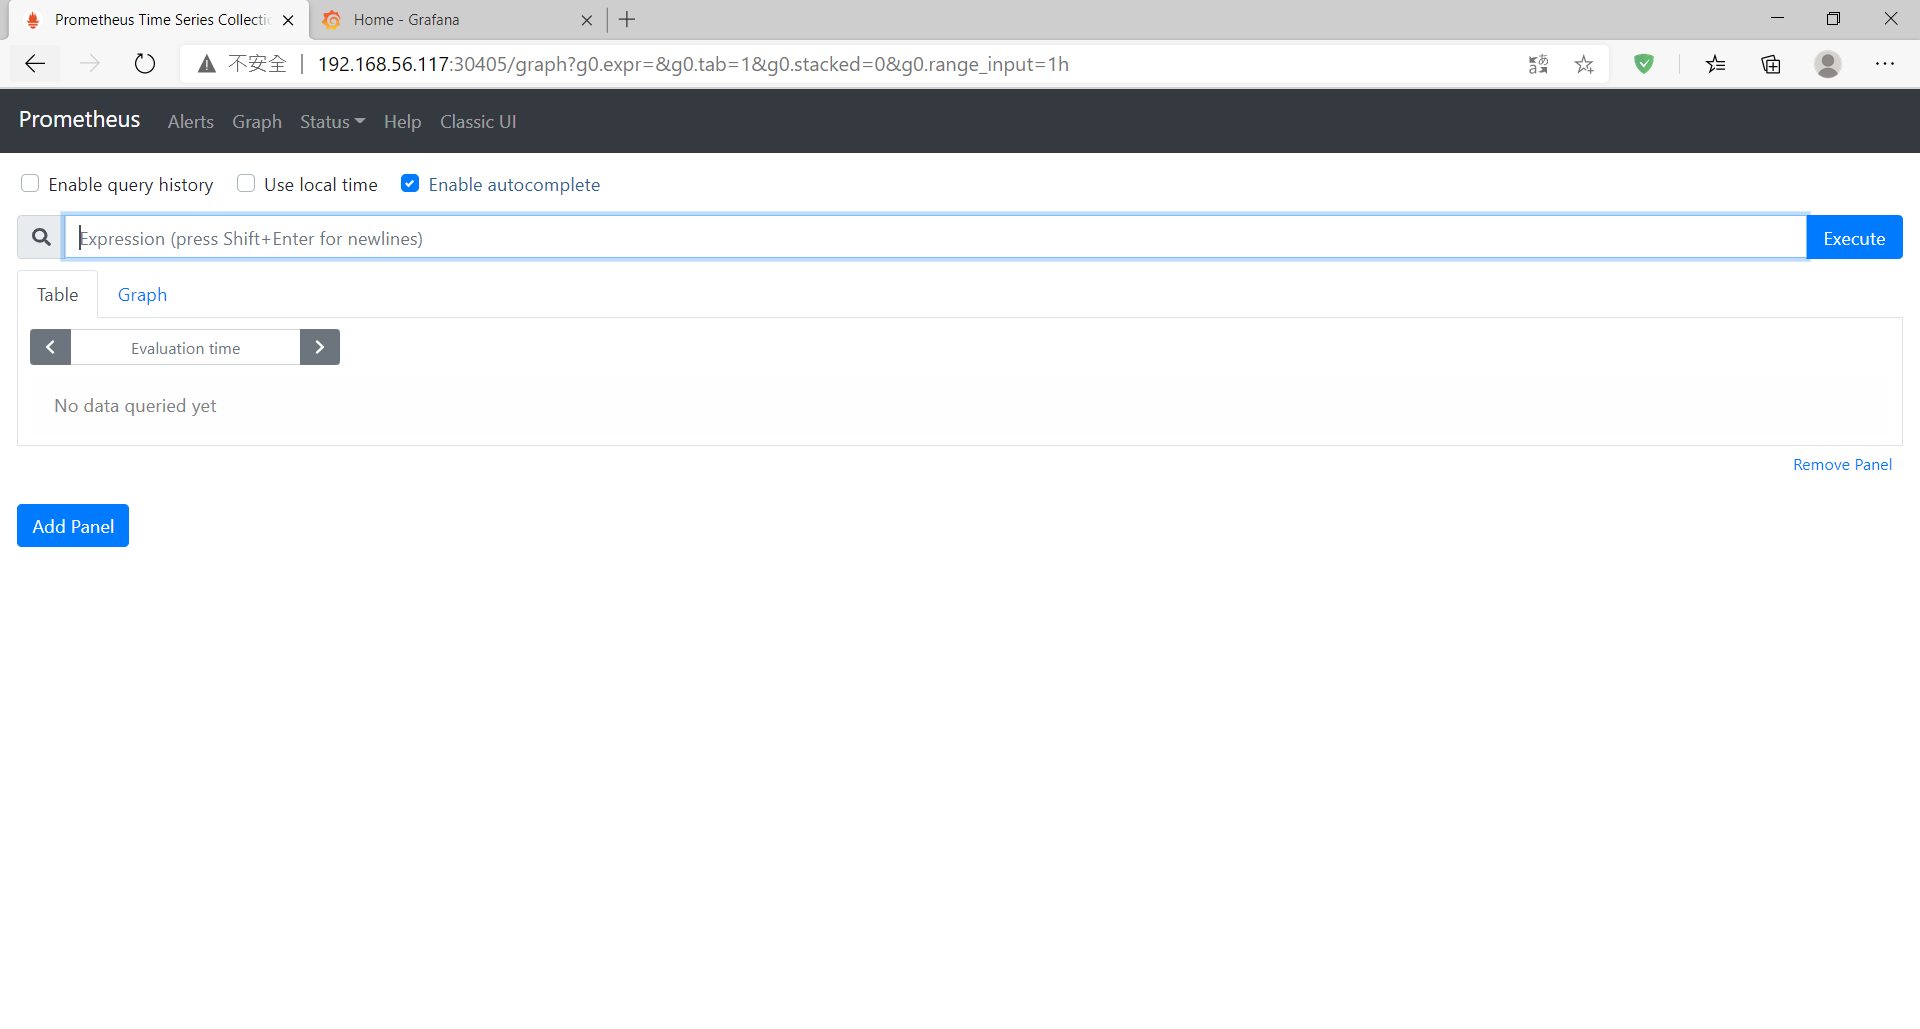 Prometheus Time Series Collectic
Home - Grafana
不安全 192.168.56.117:30405/graph?g0.expr=&g0.tab=1&g0.stacked=0&g0.range_input=1h
Prometheus Alerts Graph Status Help Classic UI
Enable query history Use local time Enable autocomplete
Expression (press Shift+Enter for newlines) Execute
Table Graph
Evaluation time
No data queried yet
Remove Panel
Add Panel